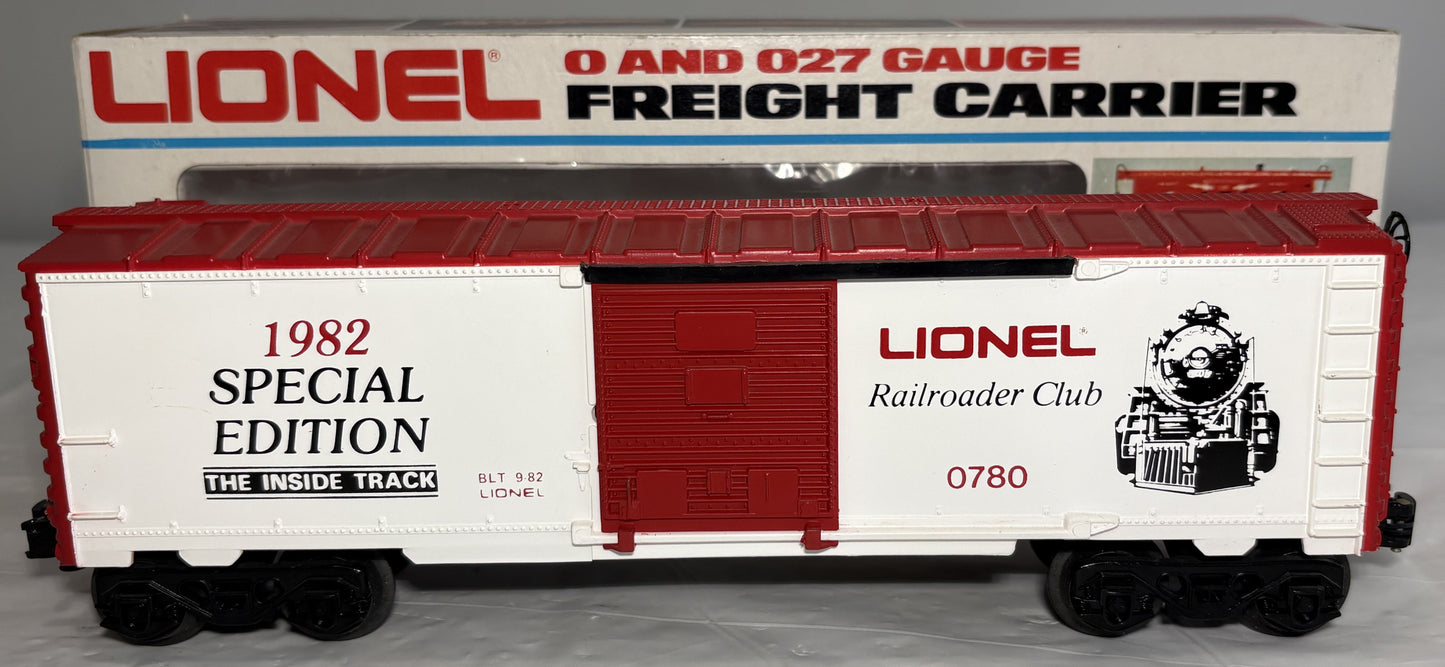 LIONEL®
O AND O27 GAUGE
FREIGHT CARRIER
1982
SPECIAL
EDITION
THE INSIDE TRACK
BLT 9-82
LIONEL
LIONEL®
Railroader Club
0780